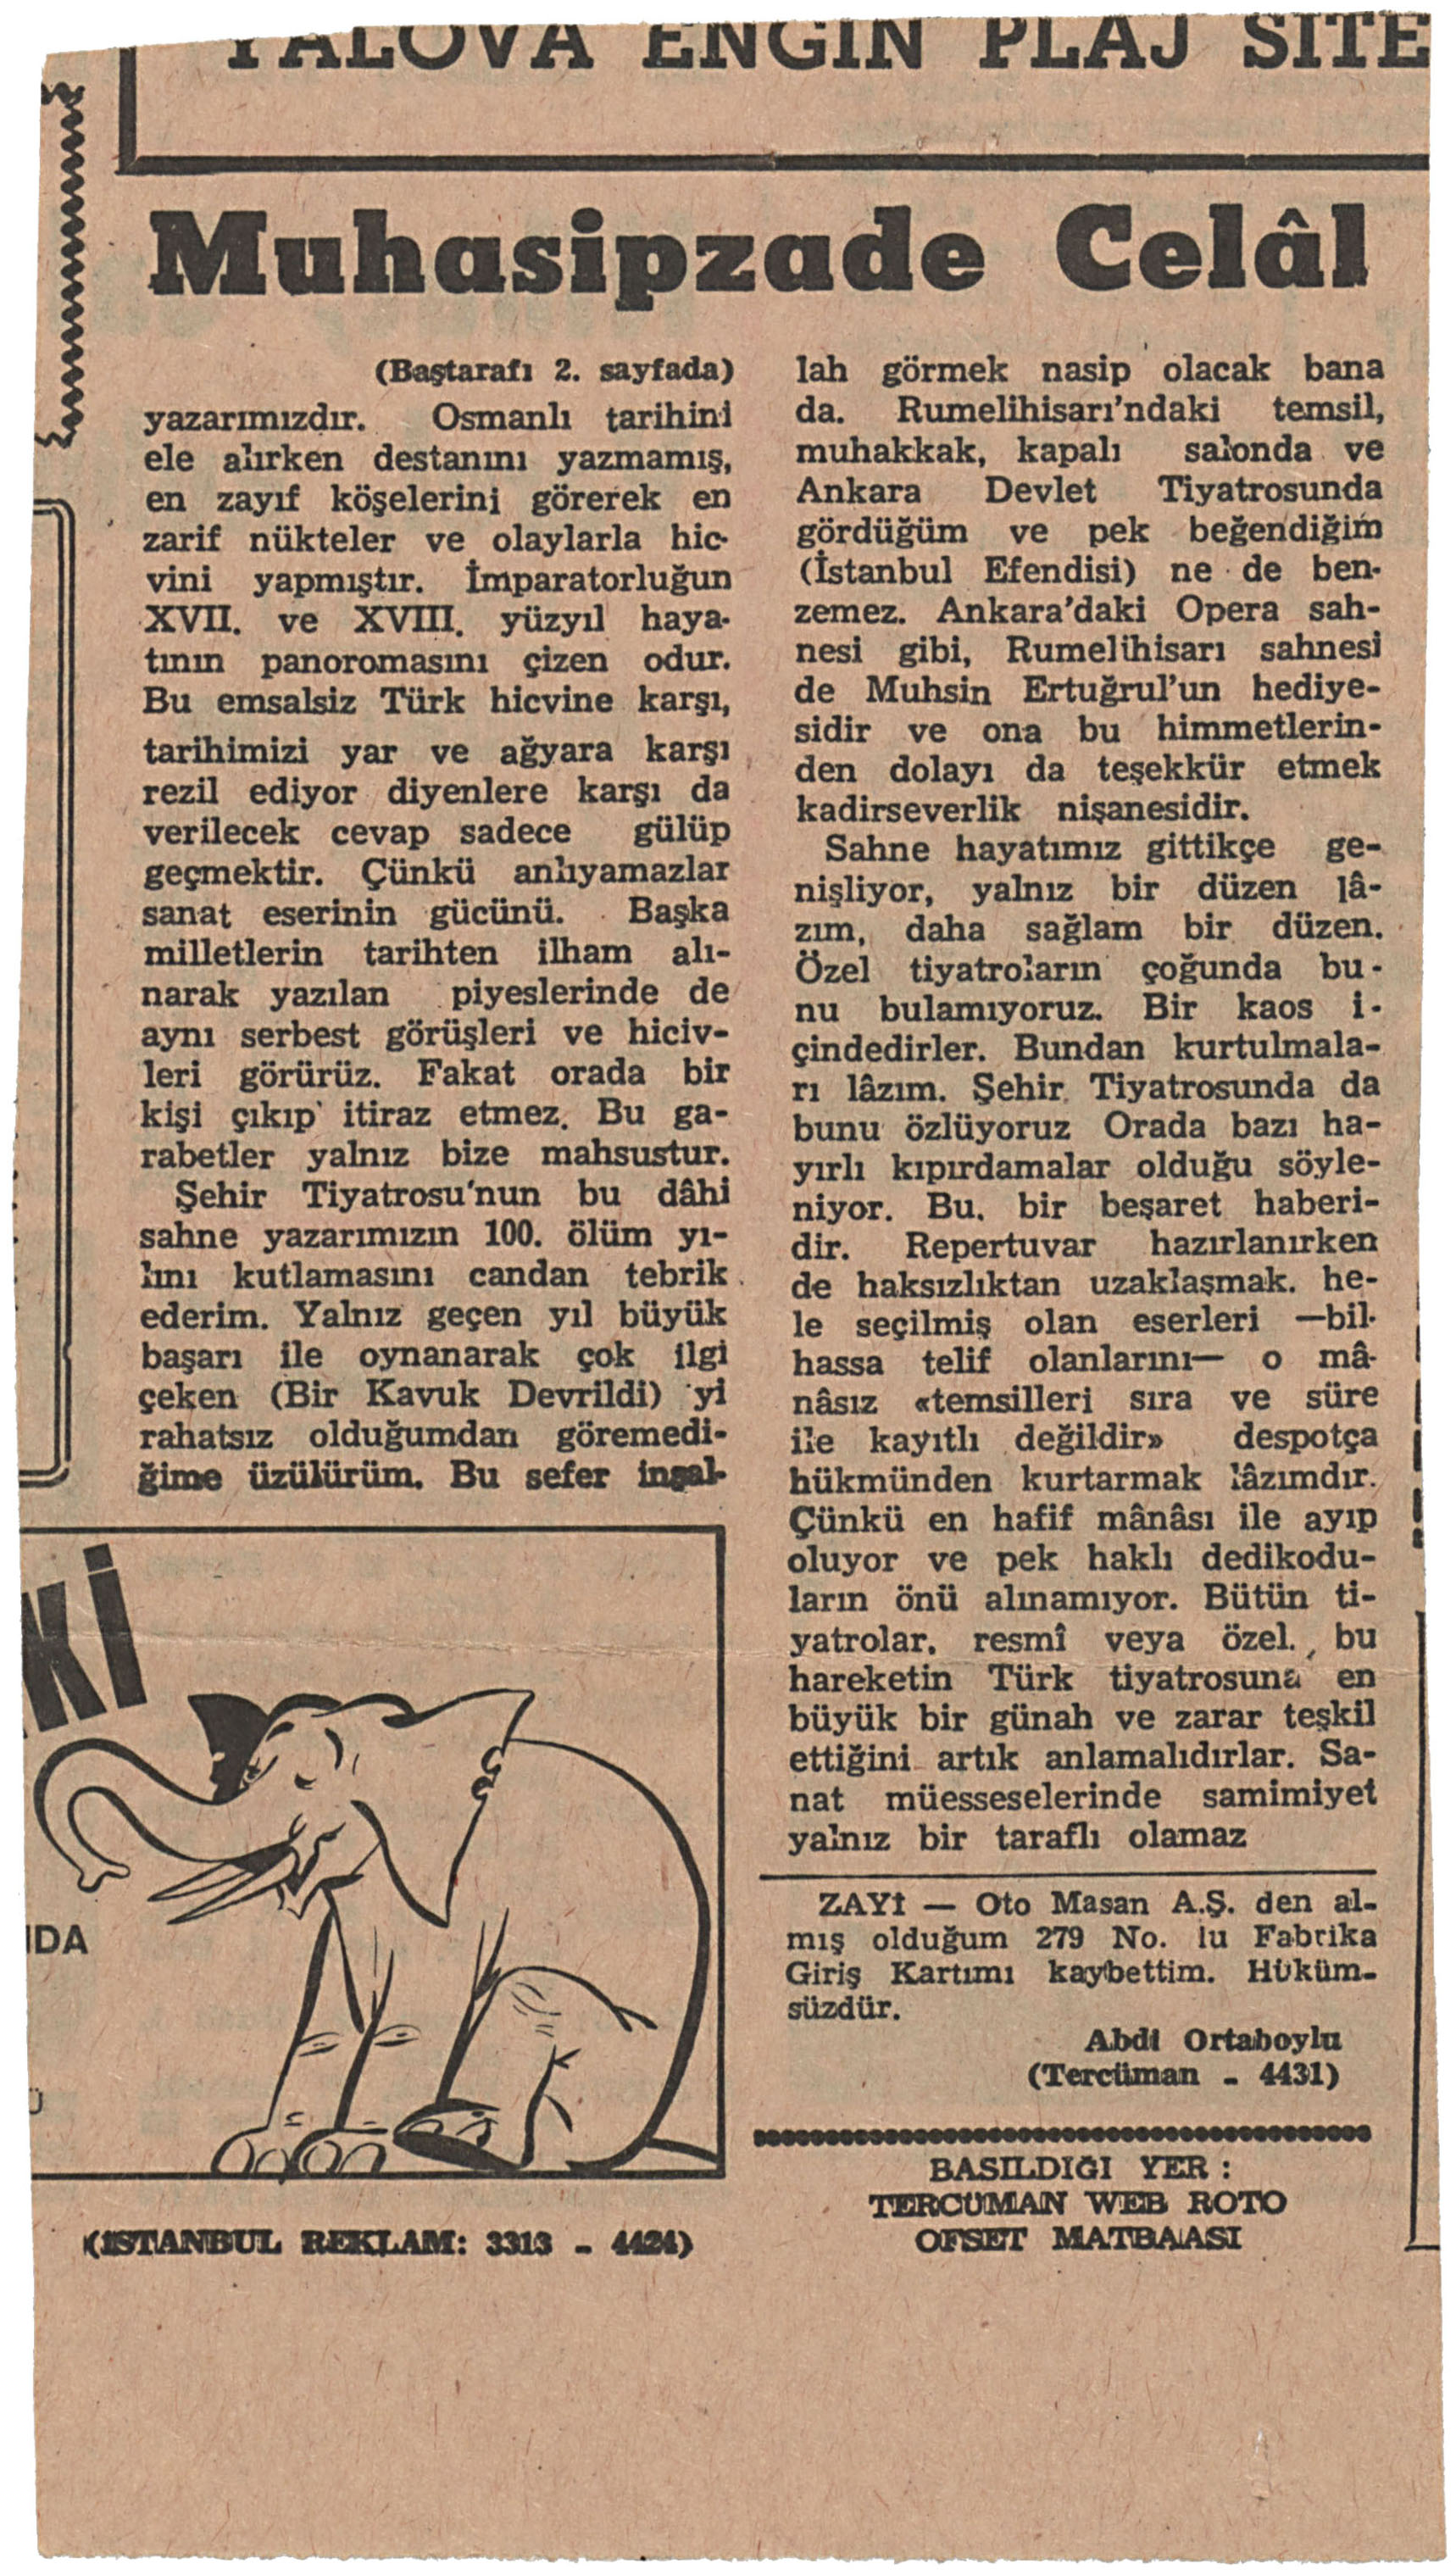 YALOVA ENGIN PLAJ SITE
Muhasipzade Celâl
(Baştarafı 2. sayfada)
yazarımızdır. Osmanlı tarihini
ele alırken destanını yazmamış,
en zayıf köşelerini görerek en
zarif nükteler ve olaylarla hic-
vini yapmıştır. İmparatorluğun
XVII. ve XVIII. yüzyıl haya-
tının panoromasını çizen odur.
Bu emsalsiz Türk hicvine karşı,
tarihimizi yar ve ağyara karşı
rezil ediyor diyenlere karşı da
verilecek cevap sadece gülüp
geçmektir. Çünkü anlıyamazlar
sanat eserinin gücünü. Başka
milletlerin tarihten ilham alı-
narak yazılan piyeslerinde de
aynı serbest görüşleri ve hiciv-
leri görürüz. Fakat orada bir
kişi çıkıp itiraz etmez. Bu ga-
rabetler yalnız bize mahsustur.
Şehir Tiyatrosu'nun bu dâhi
sahne yazarımızın 100. ölüm yı-
lını kutlamasını candan tebrik
ederim. Yalnız geçen yıl büyük
başarı ile oynanarak çok ilgi
çeken (Bir Kavuk Devrildi) 'yi
rahatsız olduğumdan göremedi-
ğime üzülürüm. Bu sefer inşal-
lah görmek nasip olacak bana
da. Rumelihisarı'ndaki temsil,
muhakkak, kapalı salonda ve
Ankara Devlet Tiyatrosunda
gördüğüm ve pek beğendiğim
(İstanbul Efendisi) ne de ben-
zemez. Ankara'daki Opera sah-
nesi gibi, Rumelihisarı sahnesi
de Muhsin Ertuğrul'un hediye-
sidir ve ona bu himmetlerin-
den dolayı da teşekkür etmek
kadirseverlik nişanesidir.
Sahne hayatımız gittikçe ge-
nişliyor, yalnız bir düzen lâ-
zım, daha sağlam bir düzen.
Özel tiyatroların çoğunda bu-
nu bulamıyoruz. Bir kaos i-
çindedirler. Bundan kurtulmala-
rı lâzım. Şehir Tiyatrosunda da
bunu özlüyoruz Orada bazı ha-
yırlı kıpırdamalar olduğu söyle-
niyor. Bu. bir beşaret haberi-
dir. Repertuvar hazırlanırken
de haksızlıktan uzaklaşmak. he-
le seçilmiş olan eserleri —bil-
hassa telif olanlarını— o mâ-
nâsız «temsilleri sıra ve süre
ile kayıtlı değildir» despotça
hükmünden kurtarmak lâzımdır.
Çünkü en hafif mânâsı ile ayıp
oluyor ve pek haklı dedikodu-
ların önü alınamıyor. Bütün ti-
yatrolar, resmî veya özel., bu
hareketin Türk tiyatrosuna en
büyük bir günah ve zarar teşkil
ettiğini artık anlamalıdırlar. Sa-
nat müesseselerinde samimiyet
yalnız bir taraflı olamaz
ZAYİ — Oto Masan A.Ş. den al-
mış olduğum 279 No. lu Fabrika
Giriş Kartımı kaybettim. Hüküm-
süzdür.
Abdi Ortaboylu
(Tercüman - 4431)
BASILDIĞI YER :
TERCÜMAN WEB ROTO
OFSET MATBAASI
Kİ
DA
(İSTANBUL REKLAM: 3313 - 4424)